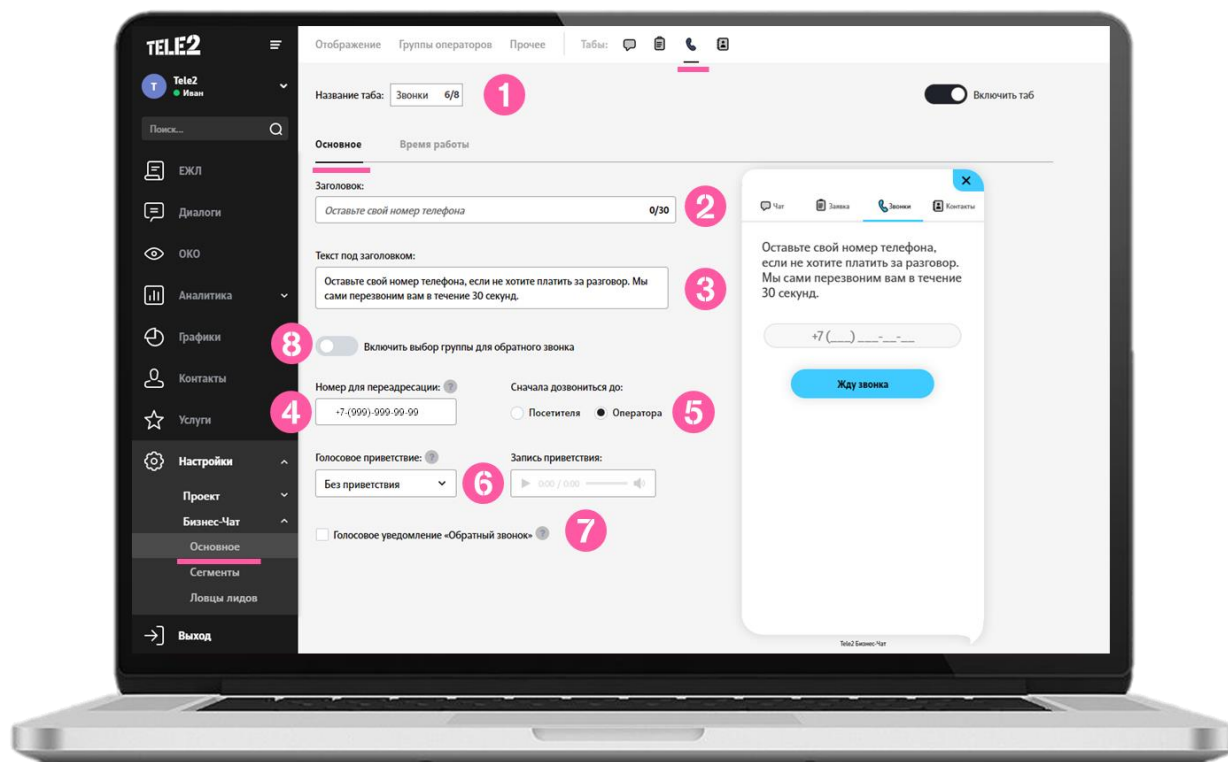 TELE2
Отображение Группы операторов Прочее Табы:
T Tele2
Иван
Название таба: Звонки 6/8 1
Включить таб
Поиск...
Основное Время работы
ЕЖЛ
Диалоги
ОКО
Аналитика
Графики
Контакты
Услуги
Настройки
Проект
Бизнес-Чат
Основное
Сегменты
Ловцы лидов
Выход
Заголовок:
Оставьте свой номер телефона 0/30 2
Текст под заголовком:
Оставьте свой номер телефона, если не хотите платить за разговор. Мы
сами перезвоним вам в течение 30 секунд.
3
8 Включить выбор группы для обратного звонка
Номер для переадресации: ? Сначала дозвониться до:
4 +7-(999)-999-99-99 Посетителя Оператора 5
Голосовое приветствие: ? Запись приветствия:
Без приветствия 6 0:00 / 0:00
Голосовое уведомление «Обратный звонок» ? 7
Чат Заявка Звонки Контакты
Оставьте свой номер телефона,
если не хотите платить за разговор.
Мы сами перезвоним вам в течение
30 секунд.
+7 (___) ___-__-__
Жду звонка
Tele2 Бизнес-Чат